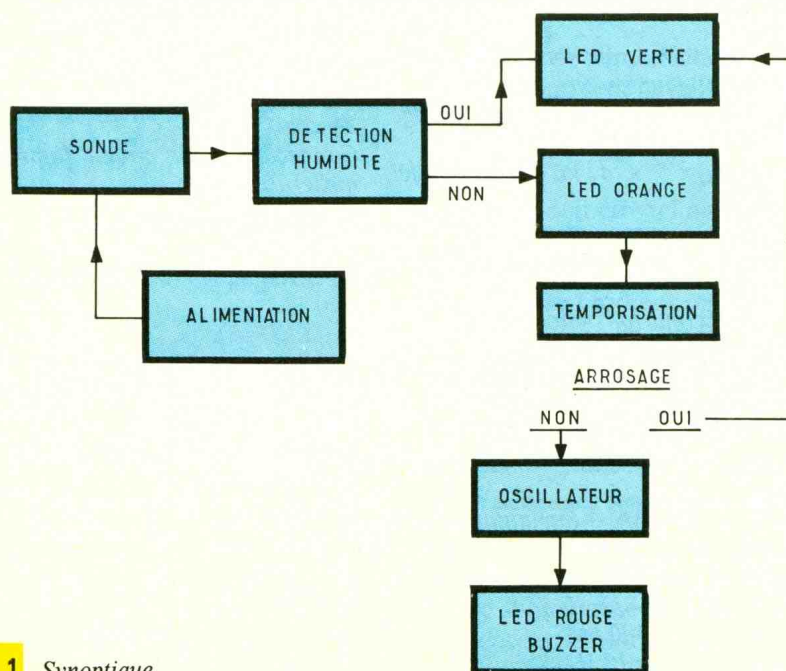 LED VERTE
SONDE
DETECTION
HUMIDITE
OUI
NON
LED ORANGE
ALIMENTATION
TEMPORISATION
ARROSAGE
NON OUI
OSCILLATEUR
LED ROUGE
BUZZER
1 Synoptique